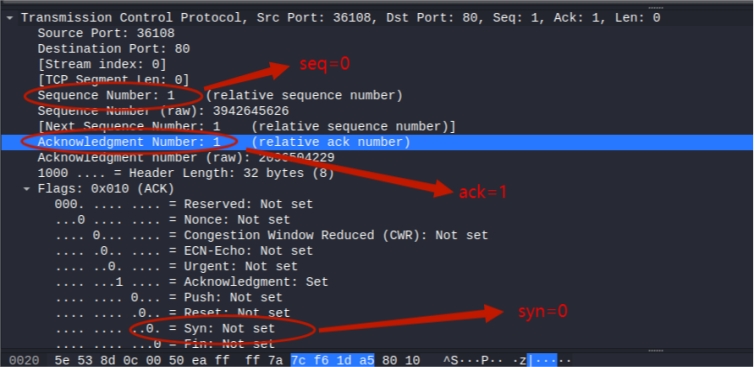 Transmission Control Protocol, Src Port: 36108, Dst Port: 80, Seq: 1, Ack: 1, Len: 0
Source Port: 36108
Destination Port: 80
[Stream index: 0]
[TCP Segment Len: 0]
seq=0
Sequence Number: 1    (relative sequence number)
Sequence Number (raw): 3942645626
[Next Sequence Number: 1    (relative sequence number)]
Acknowledgment Number: 1    (relative ack number)
Acknowledgment number (raw): 2096504229
1000 .... = Header Length: 32 bytes (8)
ack=1
Flags: 0x010 (ACK)
000. .... .... = Reserved: Not set
...0 .... .... = Nonce: Not set
.... 0... .... = Congestion Window Reduced (CWR): Not set
.... .0.. .... = ECN-Echo: Not set
.... ..0. .... = Urgent: Not set
.... ...1 .... = Acknowledgment: Set
.... .... 0... = Push: Not set
.... .... .0.. = Reset: Not set
syn=0
.... .... ..0. = Syn: Not set
.... .... ...0 = Fin: Not set
0020  5e 53 8d 0c 00 50 ea ff  ff 7a 7c f6 1d a5 80 10   ^S···P·· ·z|·····